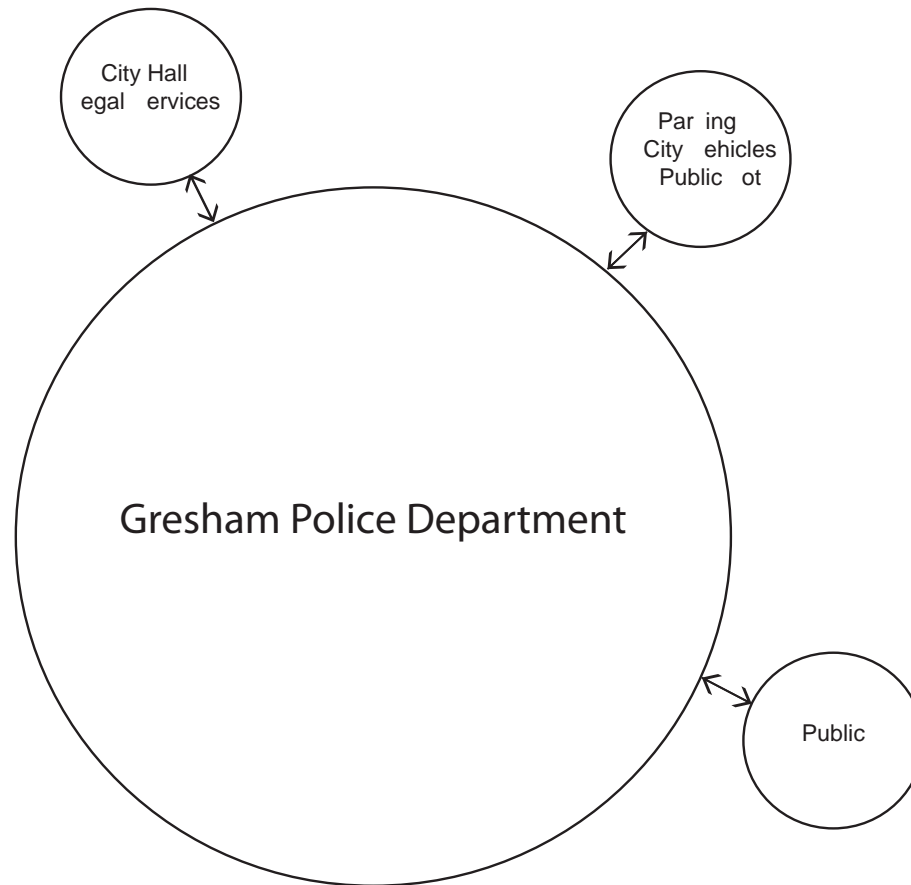 City Hall
egal ervices
Par ing
City ehicles
Public ot
Gresham Police Department
Public